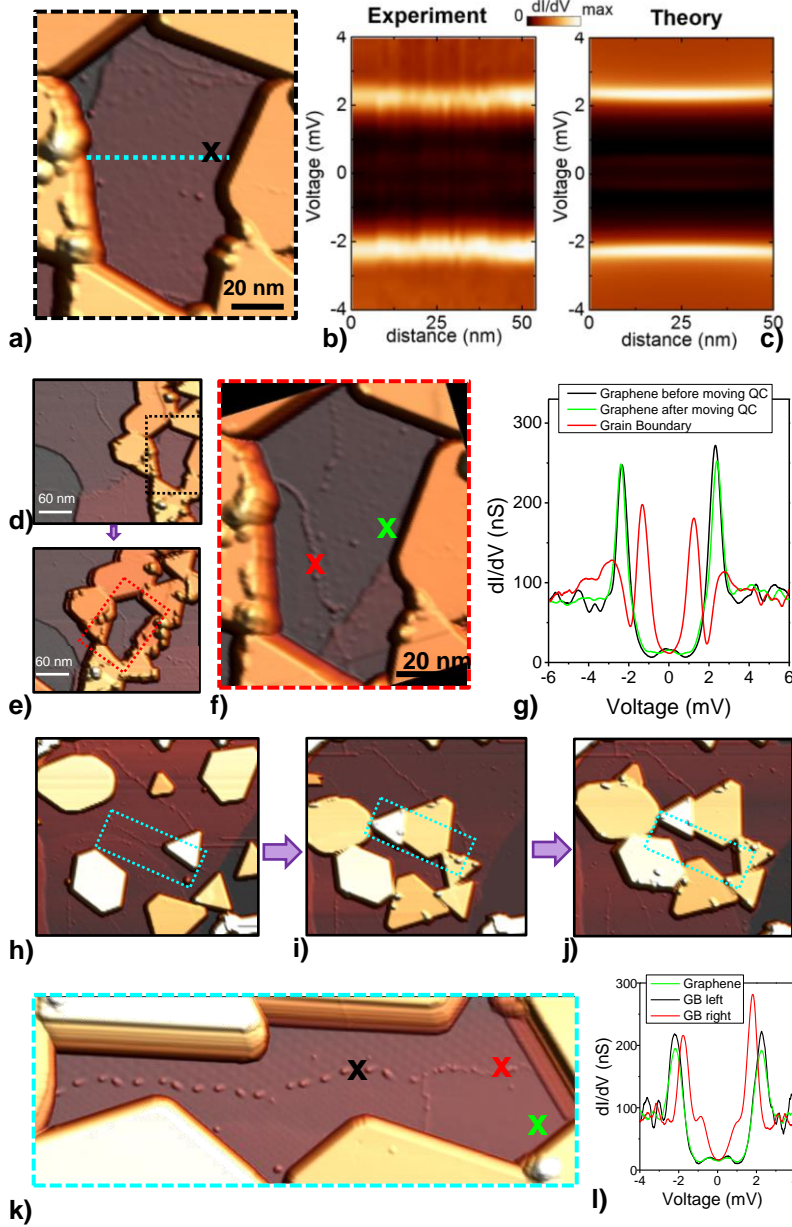 Experiment
0 dI/dV max
Theory
x
20 nm
a)
Voltage (mV)
4
2
0
-2
-4
0
25
50
distance (nm)
b)
Voltage (mV)
4
2
0
-2
-4
0
25
50
distance (nm)
c)
60 nm
d)
60 nm
e)
x
x
20 nm
f)
Graphene before moving QC
Graphene after moving QC
Grain Boundary
dI/dV (nS)
300
200
100
0
-6 -4 -2 0 2 4 6
Voltage (mV)
g)
h)
i)
j)
x
x
x
k)
Graphene
GB left
GB right
dI/dV (nS)
300
200
100
0
-4 -2 0 2 4
Voltage (mV)
l)